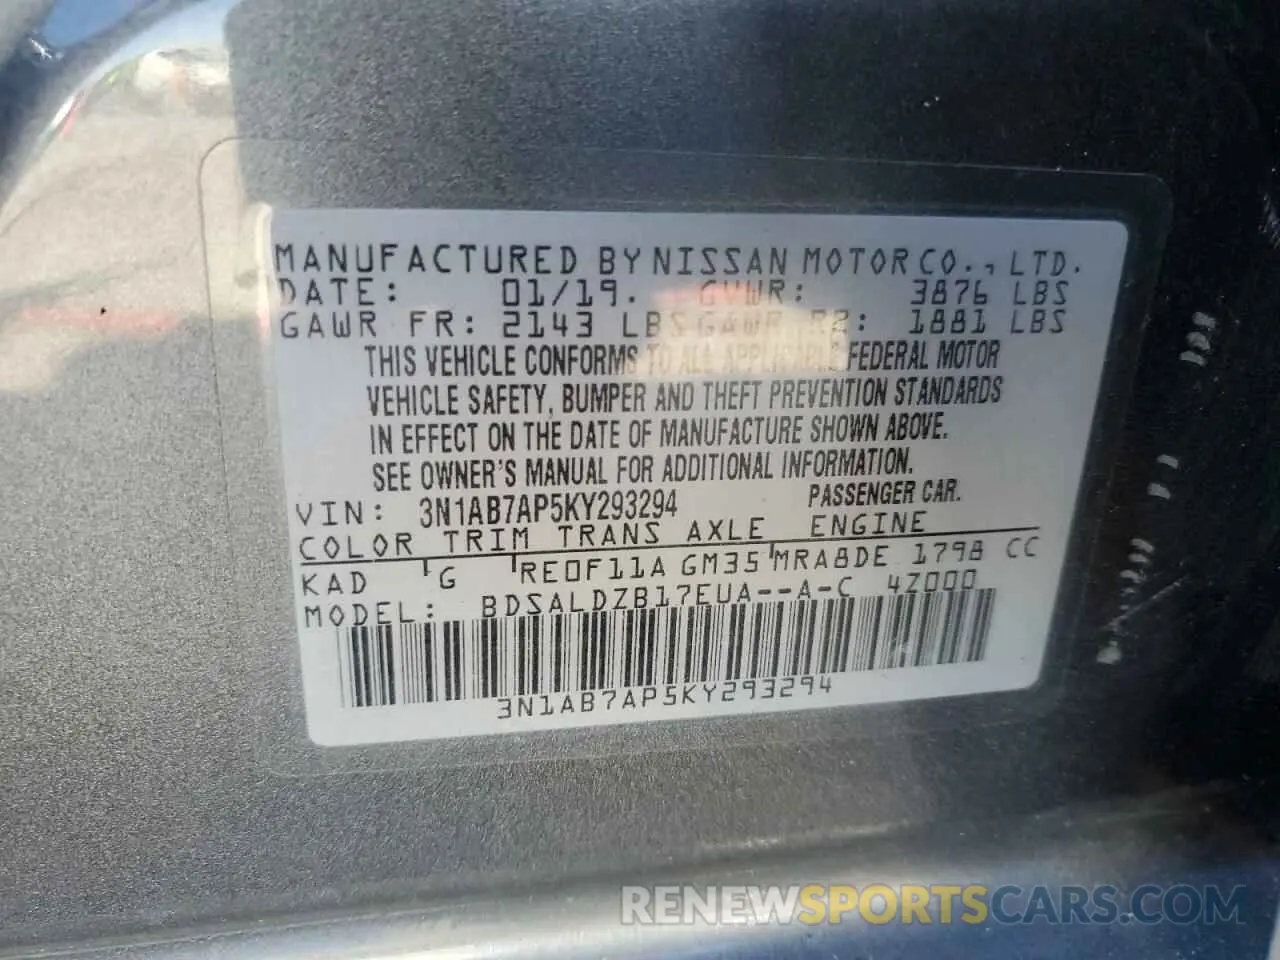 MANUFACTURED BY NISSAN MOTOR CO., LTD.
DATE: 01/19. GVWR: 3876 LBS
GAWR FR: 2143 LBS GAWR R2: 1881 LBS
THIS VEHICLE CONFORMS TO ALL APPLICABLE FEDERAL MOTOR
VEHICLE SAFETY, BUMPER AND THEFT PREVENTION STANDARDS
IN EFFECT ON THE DATE OF MANUFACTURE SHOWN ABOVE.
SEE OWNER'S MANUAL FOR ADDITIONAL INFORMATION.
VIN: 3N1AB7AP5KY293294 PASSENGER CAR.
COLOR TRIM TRANS AXLE ENGINE
KAD G RE0F11A GM35 MRA8DE 1798 CC
MODEL: BDSALDZB17EUA--A-C 4Z000
3N1AB7AP5KY293294
RENEWSPORTSCARS.COM